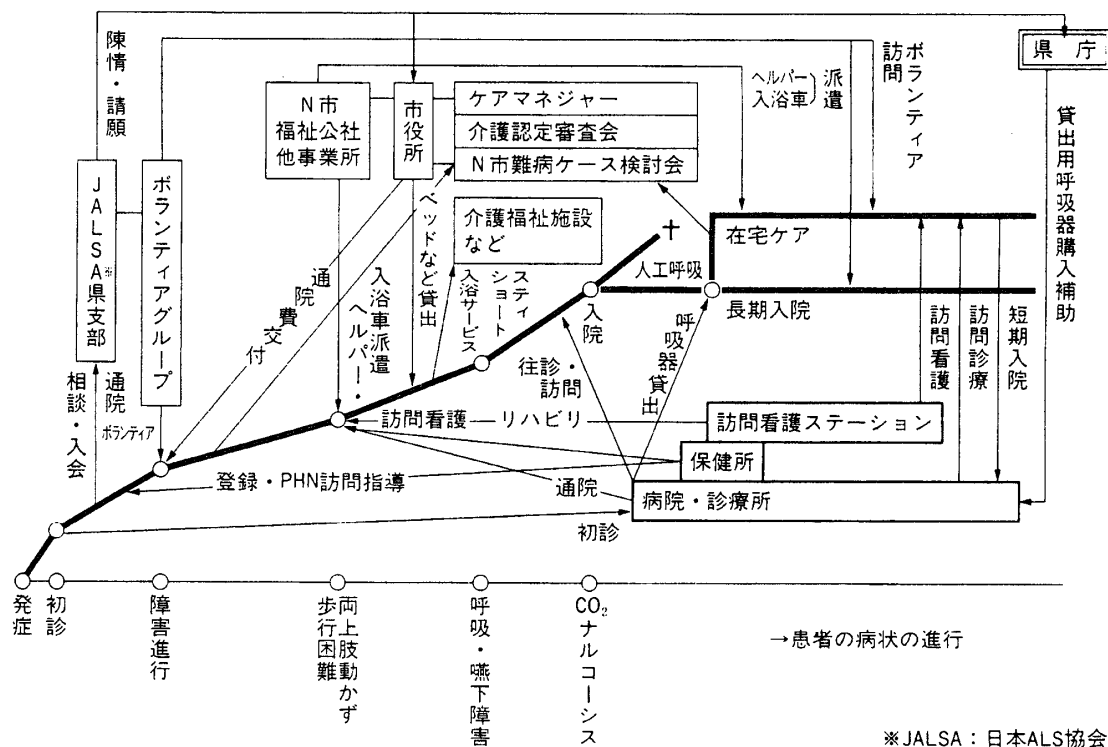 陳情・請願
県庁
ボランティア訪問
ヘルパー
入浴車
派遣
貸出用呼吸器購入補助
N市
福祉公社
他事業所
市役所
ケアマネジャー
介護認定審査会
N市難病ケース検討会
JALSA※県支部
ボランティアグループ
介護福祉施設
など
在宅ケア
人工呼吸
長期入院
通院費交付
ヘルパー・
入浴車派遣
ベッドなど貸出
入浴サービス
ショート
スティ
入院
往診・
訪問
呼吸器貸出
訪問看護
訪問診療
短期入院
相談・入会
通院
ボランティア
訪問看護 リハビリ
訪問看護ステーション
保健所
登録・PHN訪問指導
通院
病院・診療所
初診
発症
初診
障害進行
両上肢動かず
歩行困難
呼吸・嚥下障害
CO₂ナルコーシス
→患者の病状の進行
※JALSA:日本ALS協会